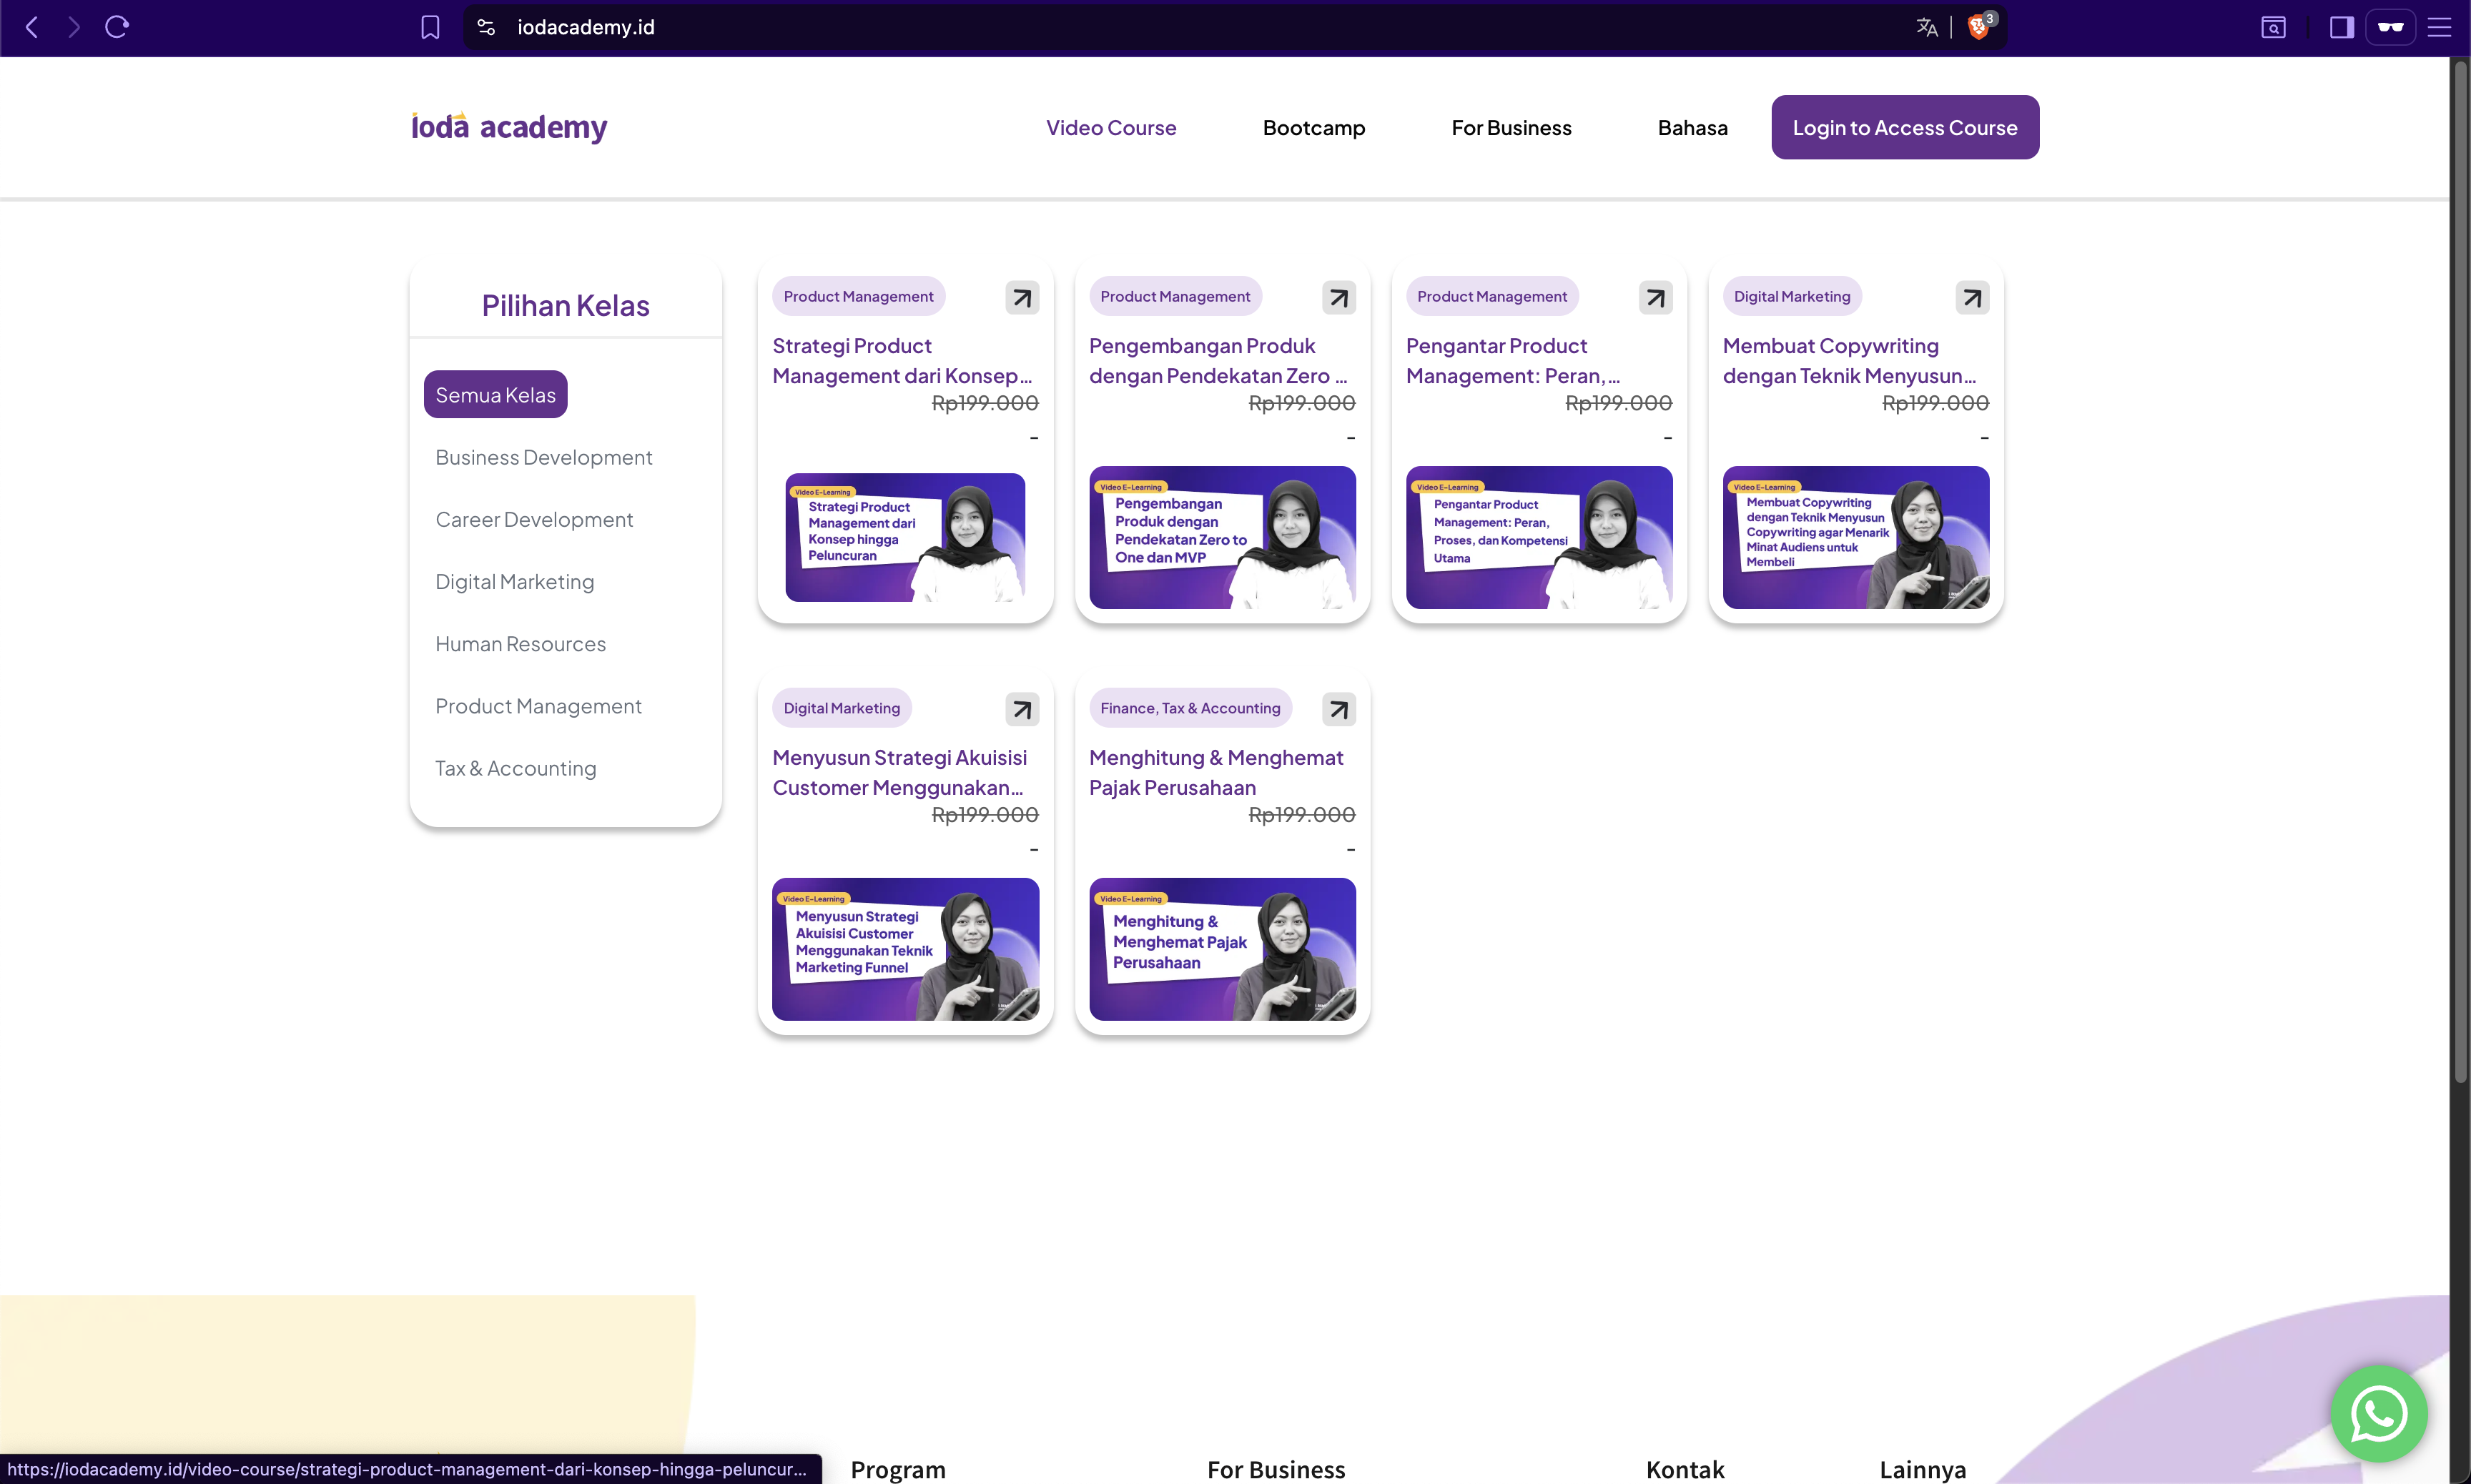 iodacademy.id
3
ioda academy
Video Course
Bootcamp
For Business
Bahasa
Login to Access Course
Pilihan Kelas
Semua Kelas
Business Development
Career Development
Digital Marketing
Human Resources
Product Management
Tax & Accounting
Product Management
Strategi Product
Management dari Konsep...
Rp199.000
-
Video E-Learning
Strategi Product
Management dari
Konsep hingga
Peluncuran
Product Management
Pengembangan Produk
dengan Pendekatan Zero ...
Rp199.000
-
Video E-Learning
Pengembangan
Produk dengan
Pendekatan Zero to
One dan MVP
Product Management
Pengantar Product
Management: Peran,...
Rp199.000
-
Video E-Learning
Pengantar Product
Management: Peran,
Proses, dan Kompetensi
Utama
Digital Marketing
Membuat Copywriting
dengan Teknik Menyusun...
Rp199.000
-
Video E-Learning
Membuat Copywriting
dengan Teknik Menyusun
Copywriting agar Menarik
Minat Audiens untuk
Membeli
Digital Marketing
Menyusun Strategi Akuisisi
Customer Menggunakan...
Rp199.000
-
Video E-Learning
Menyusun Strategi
Akuisisi Customer
Menggunakan Teknik
Marketing Funnel
Finance, Tax & Accounting
Menghitung & Menghemat
Pajak Perusahaan
Rp199.000
-
Video E-Learning
Menghitung &
Menghemat Pajak
Perusahaan
https://iodacademy.id/video-course/strategi-product-management-dari-konsep-hingga-peluncur...
Program
For Business
Kontak
Lainnya